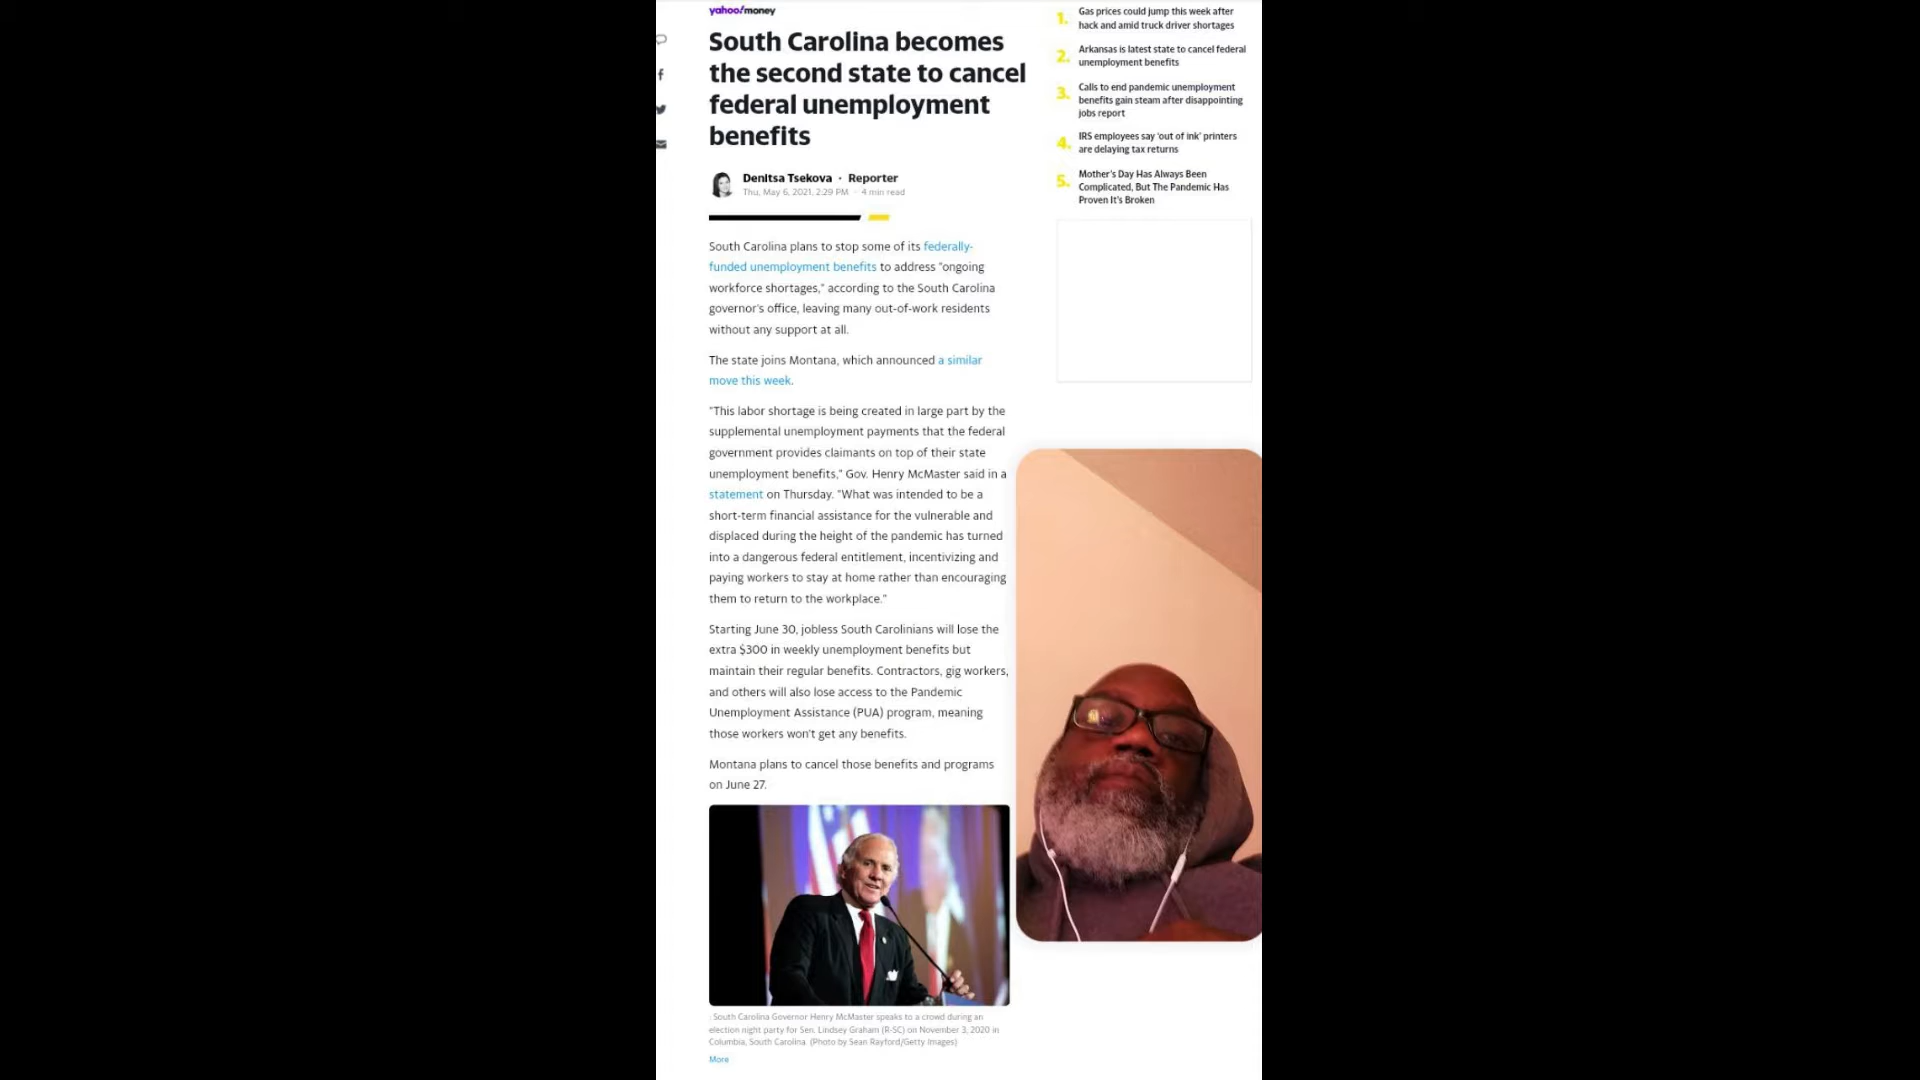 yahoo!money
South Carolina becomes
the second state to cancel
federal unemployment
benefits
Denitsa Tsekova · Reporter
Thu, May 6, 2021, 2:29 PM · 4 min read
South Carolina plans to stop some of its federally-
funded unemployment benefits to address "ongoing
workforce shortages," according to the South Carolina
governor's office, leaving many out-of-work residents
without any support at all.
The state joins Montana, which announced a similar
move this week.
"This labor shortage is being created in large part by the
supplemental unemployment payments that the federal
government provides claimants on top of their state
unemployment benefits," Gov. Henry McMaster said in a
statement on Thursday. "What was intended to be a
short-term financial assistance for the vulnerable and
displaced during the height of the pandemic has turned
into a dangerous federal entitlement, incentivizing and
paying workers to stay at home rather than encouraging
them to return to the workplace."
Starting June 30, jobless South Carolinians will lose the
extra $300 in weekly unemployment benefits but
maintain their regular benefits. Contractors, gig workers,
and others will also lose access to the Pandemic
Unemployment Assistance (PUA) program, meaning
those workers won't get any benefits.
Montana plans to cancel those benefits and programs
on June 27.
South Carolina Governor Henry McMaster speaks to a crowd during an
election night party for Sen. Lindsey Graham (R-SC) on November 3, 2020 in
Columbia, South Carolina. (Photo by Sean Rayford/Getty Images)
More
1. Gas prices could jump this week after
hack and amid truck driver shortages
2. Arkansas is latest state to cancel federal
unemployment benefits
3. Calls to end pandemic unemployment
benefits gain steam after disappointing
jobs report
4. IRS employees say 'out of ink' printers
are delaying tax returns
5. Mother's Day Has Always Been
Complicated, But The Pandemic Has
Proven It's Broken